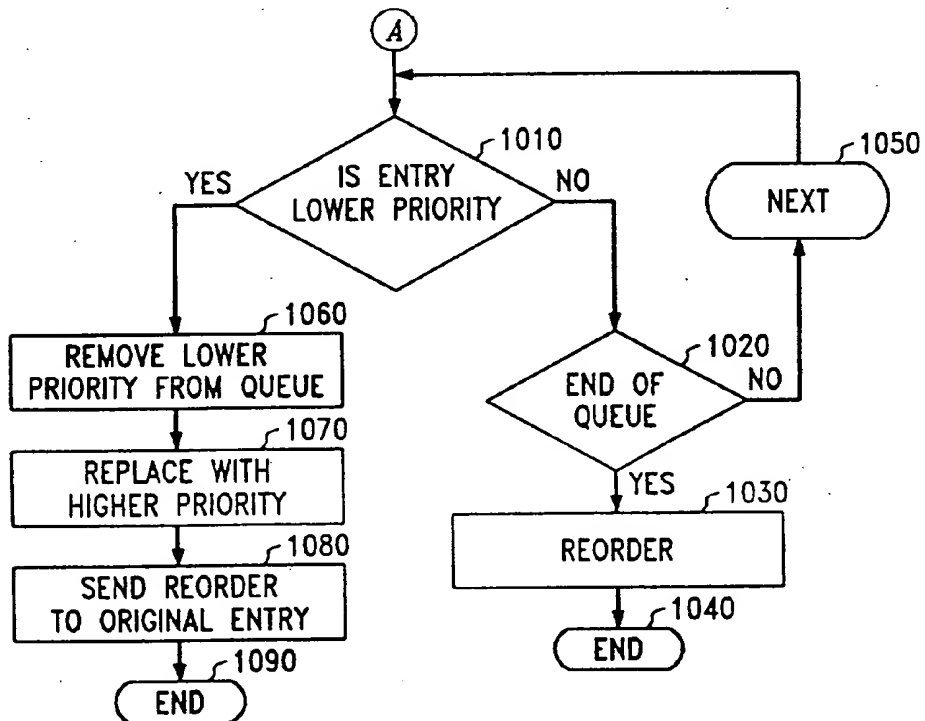 A
1010
IS ENTRY
LOWER PRIORITY
YES
NO
1050
NEXT
1060
REMOVE LOWER
PRIORITY FROM QUEUE
1020
END OF
QUEUE
NO
YES
1070
REPLACE WITH
HIGHER PRIORITY
1030
REORDER
1080
SEND REORDER
TO ORIGINAL ENTRY
1040
END
1090
END